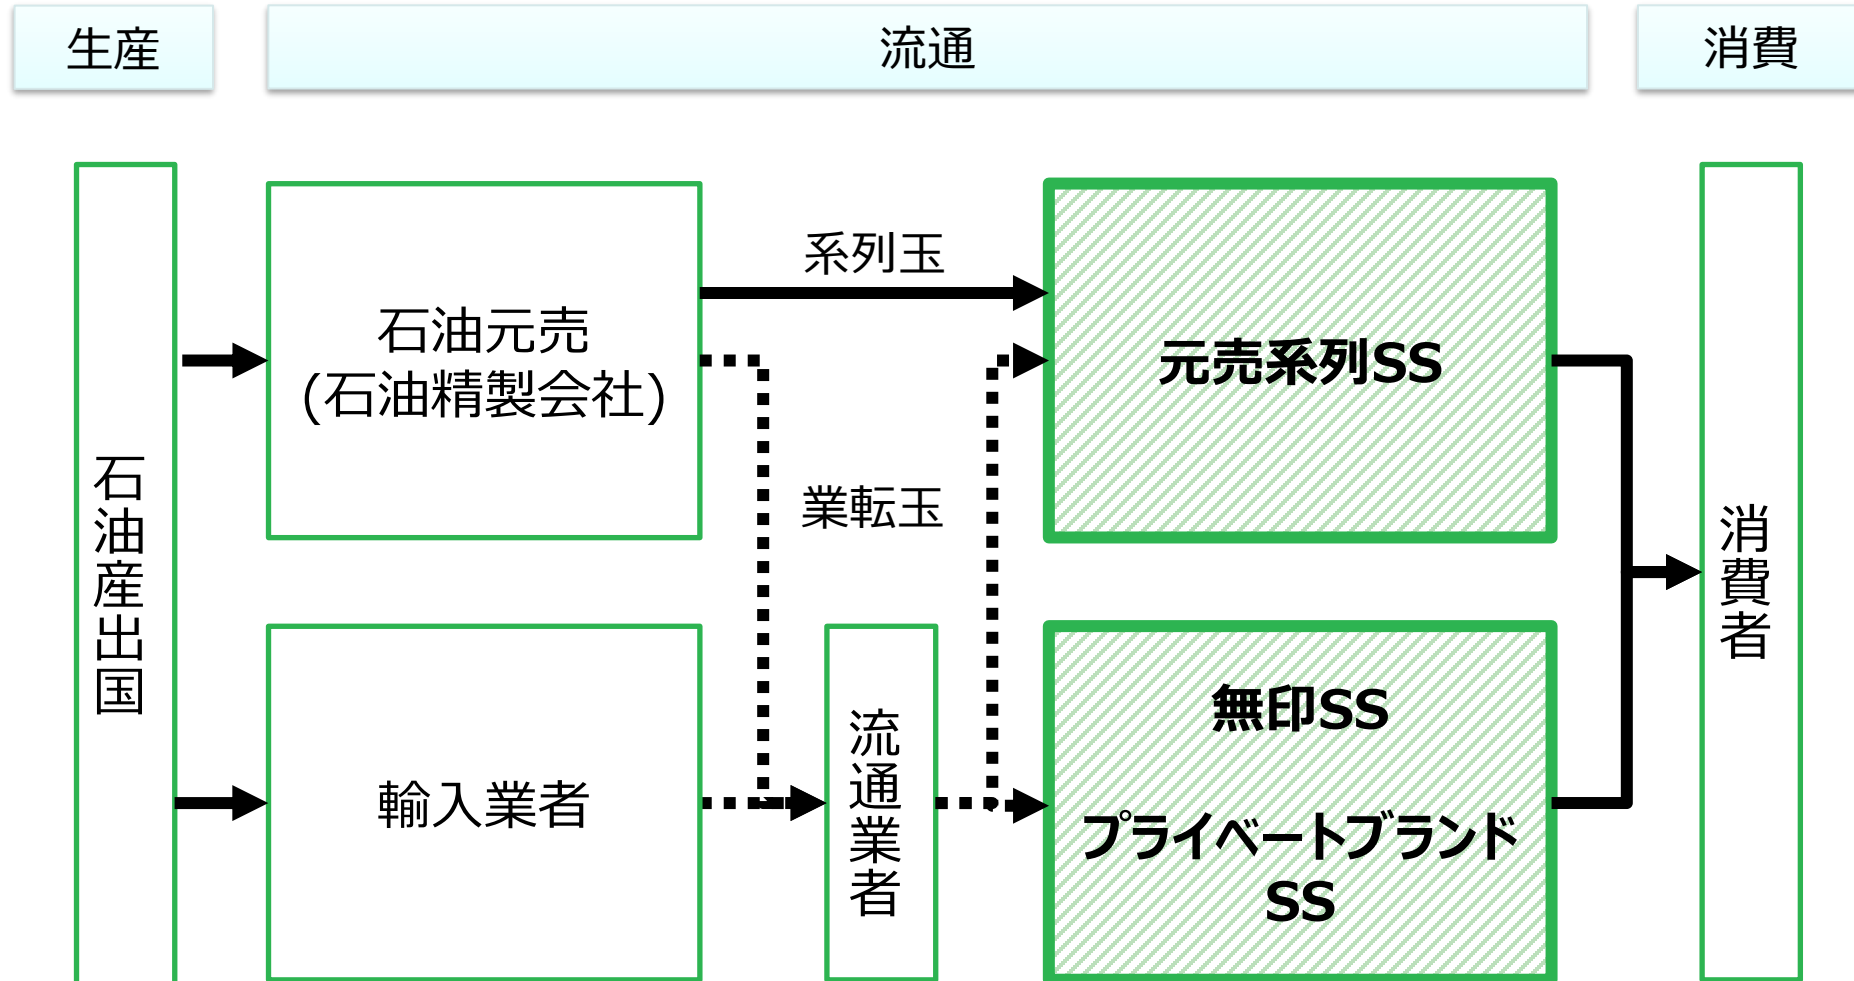 生産
流通
消費
石油産出国
石油元売
(石油精製会社)
系列玉
元売系列SS
業転玉
輸入業者
流通業者
無印SS
プライベートブランド
SS
消費者